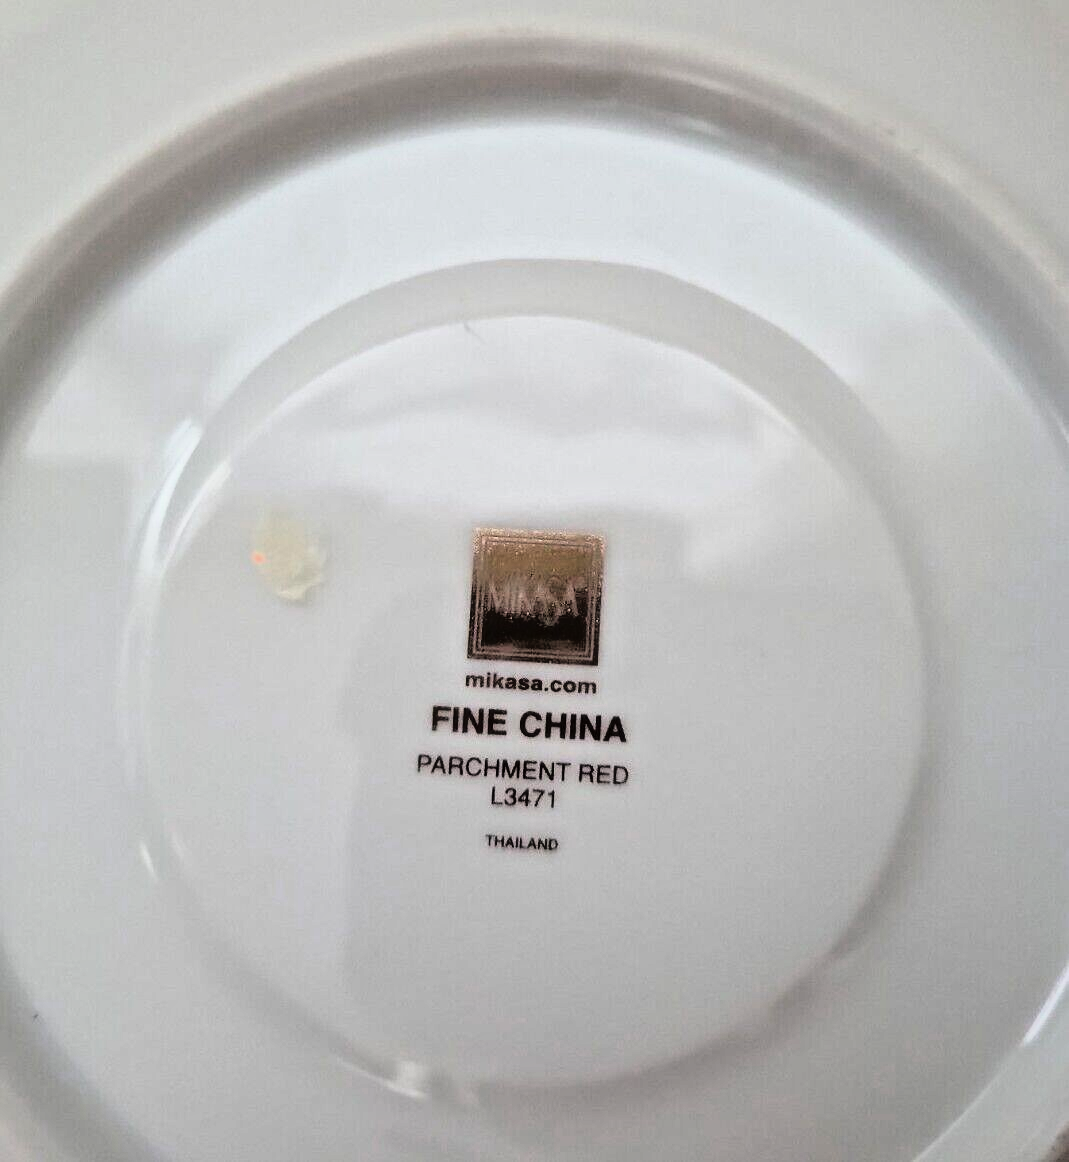 MIKASA
mikasa.com
FINE CHINA
PARCHMENT RED
L3471
THAILAND